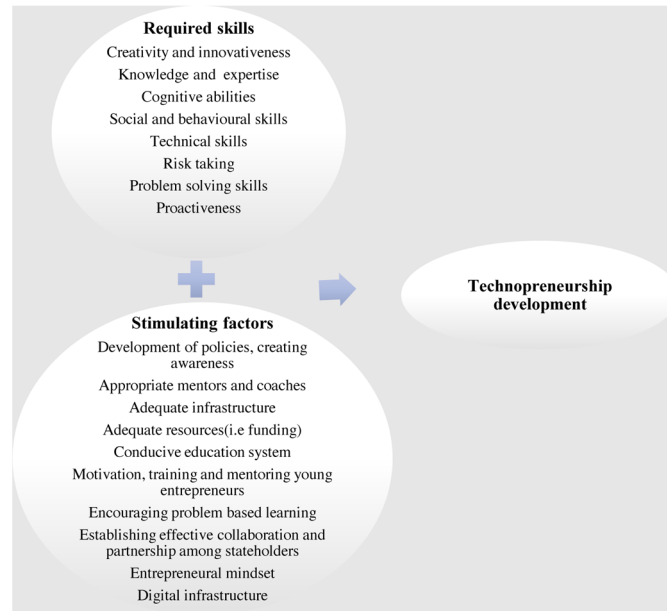 Required skills
Creativity and innovativeness
Knowledge and expertise
Cognitive abilities
Social and behavioural skills
Technical skills
Risk taking
Problem solving skills
Proactiveness
Technopreneurship
development
Stimulating factors
Development of policies, creating
awareness
Appropriate mentors and coaches
Adequate infrastructure
Adequate resources(i.e funding)
Conducive education system
Motivation, training and mentoring young
entrepreneurs
Encouraging problem based learning
Establishing effective collaboration and
partnership among stateholders
Entrepreneural mindset
Digital infrastructure